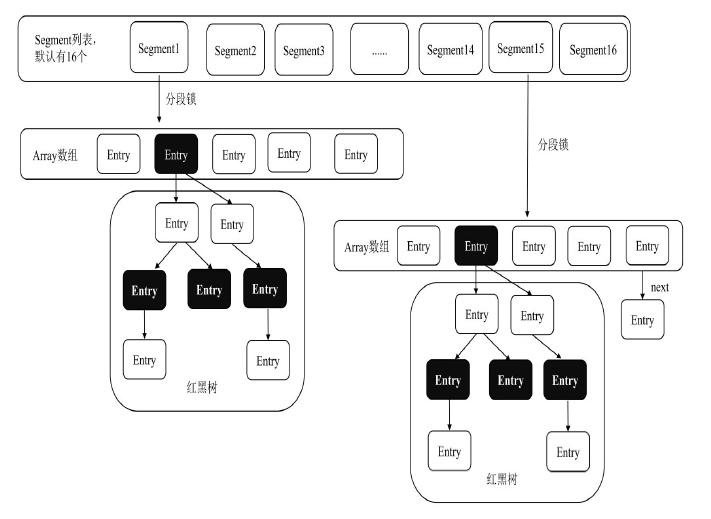 Segment列表，
默认有16个
Segment1
Segment2
Segment3
......
Segment14
Segment15
Segment16
分段锁
分段锁
Array数组
Entry
Entry
Entry
Entry
Entry
Entry
Entry
Entry
Entry
Entry
Entry
Entry
红黑树
Array数组
Entry
Entry
Entry
Entry
Entry
next
Entry
Entry
Entry
Entry
Entry
Entry
Entry
Entry
红黑树